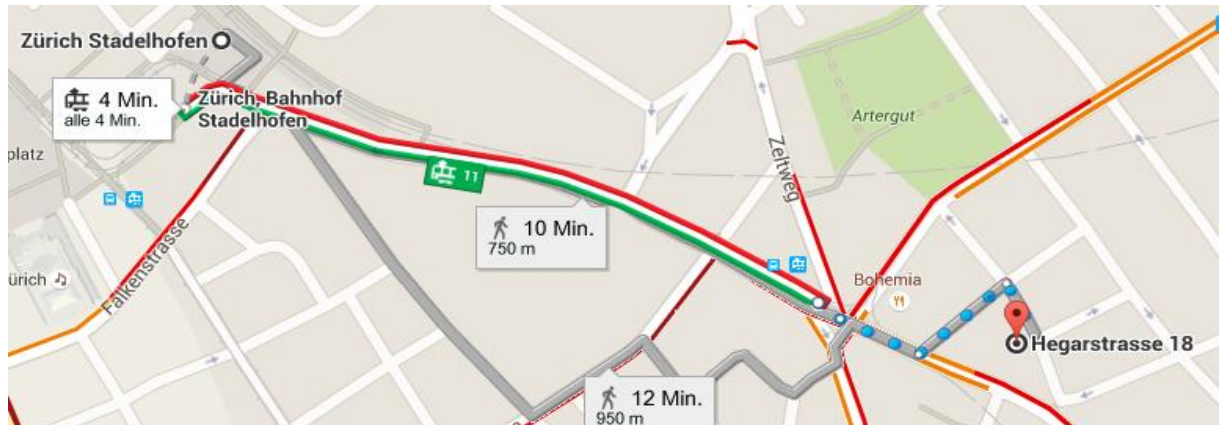 Zürich Stadelhofen
4 Min.
alle 4 Min.
Zürich, Bahnhof
Stadelhofen
platz
11
Artergut
Zeltweg
10 Min.
750 m
ürich
Falkenstrasse
Bohemia
Hegarstrasse 18
12 Min.
950 m